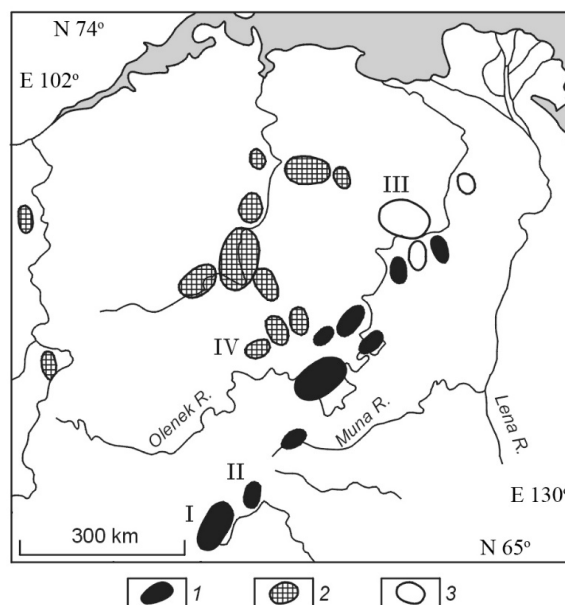 N 74°
E 102°
III
IV
Olenek R.
Muna R.
Lena R.
II
I
E 130°
300 km
N 65°
1
2
3